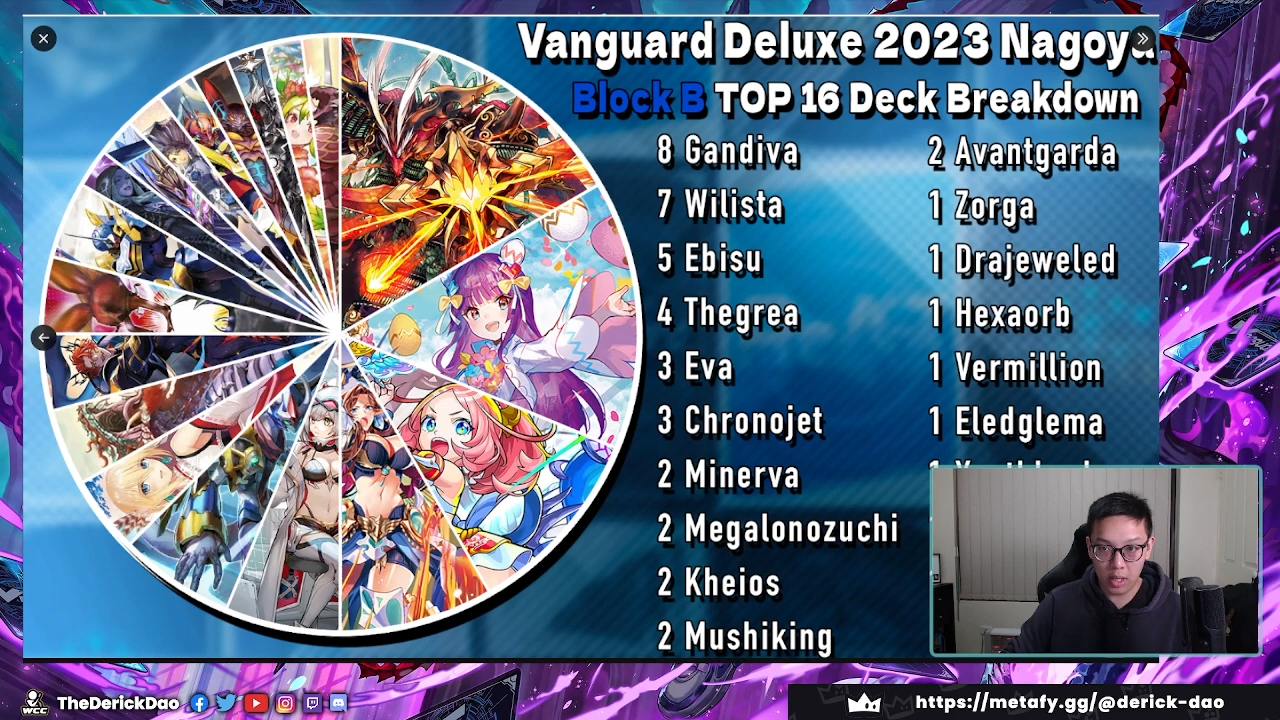 Vanguard Deluxe 2023 Nagoya
Block B TOP 16 Deck Breakdown
8 Gandiva
7 Wilista
5 Ebisu
4 Thegrea
3 Eva
3 Chronojet
2 Minerva
2 Megalonozuchi
2 Kheios
2 Mushiking
2 Avantgarda
1 Zorga
1 Drajeweled
1 Hexaorb
1 Vermillion
1 Eledglema
WCC TheDerickDao
https://metafy.gg/@derick-dao